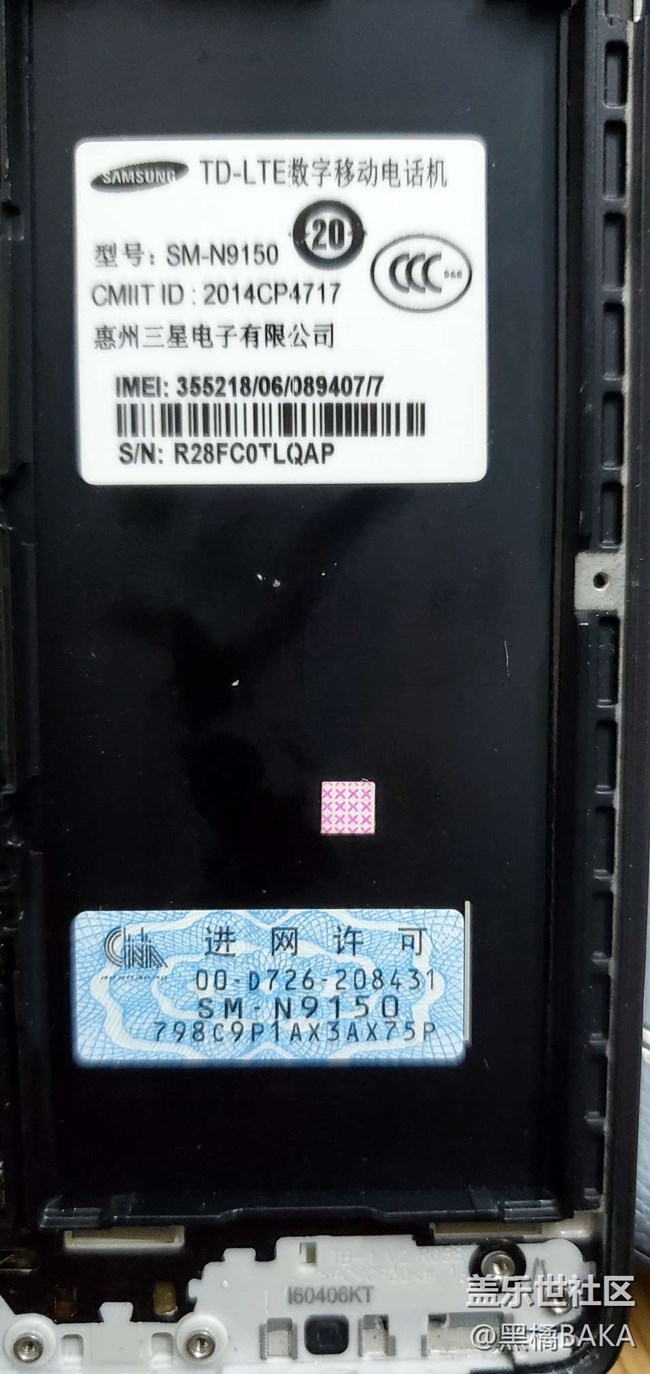 SAMSUNG TD-LTE数字移动电话机
20
型号: SM-N9150
CCC S&E
CMIIT ID : 2014CP4717
惠州三星电子有限公司
IMEI: 355218/06/089407/7
S/N: R28FC0TLQAP
进网许可
00-D726-208431
SM-N9150
798C9P1AX3AX75P
I60406KT
盖乐世社区
@黑橘BAKA